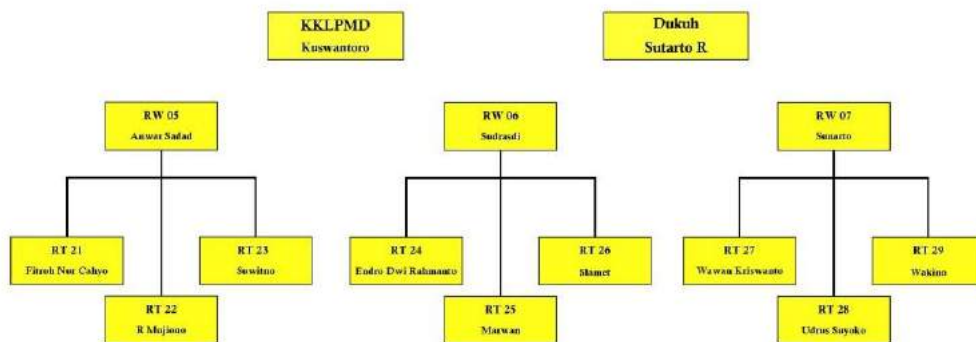 KKLPMD
Kuswantoro
Dukuh
Sutarto R
RW 05
Anwar Sadad
RW 06
Sudrasdi
RW 07
Sunarto
RT 21
Fitroh Nur Cahyo
RT 23
Suwitno
RT 24
Endro Dwi Rahmanto
RT 26
Slamet
RT 27
Wawan Kriswanto
RT 29
Wakino
RT 22
R Mujiono
RT 25
Marwan
RT 28
Udrus Suyoko